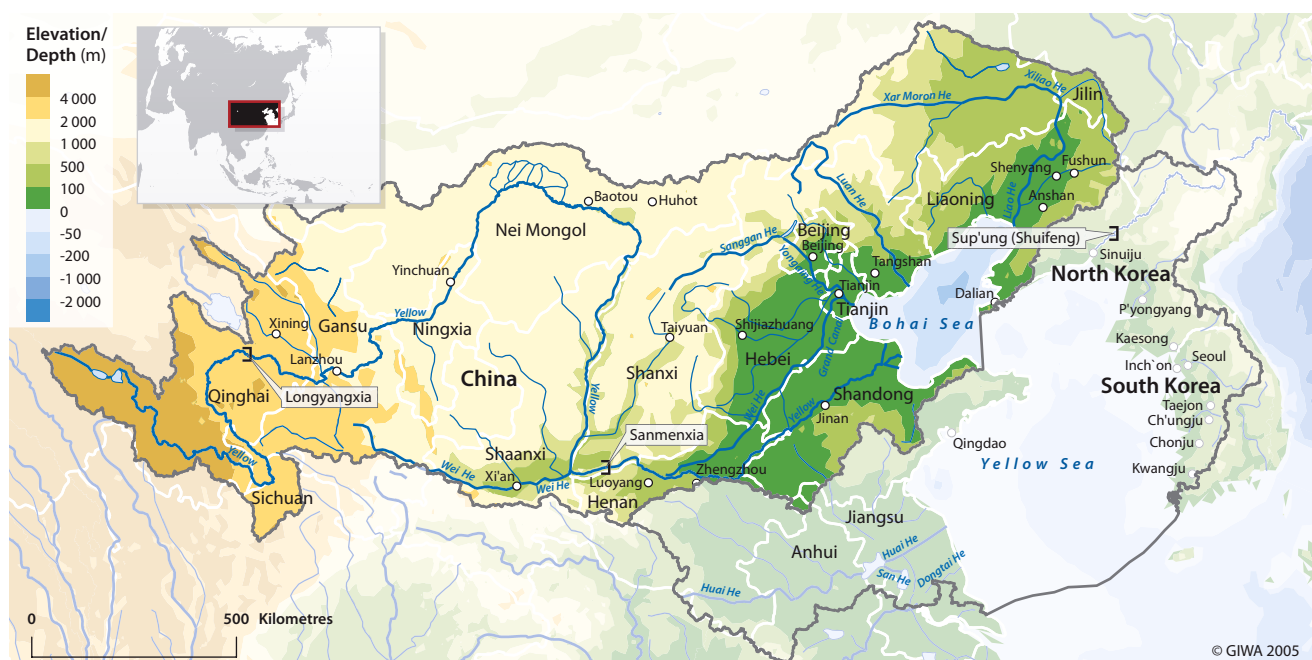 Elevation/
Depth (m)
4 000
2 000
1 000
500
100
0
-50
-200
-1 000
-2 000
Xiliao He
Jilin
Xar Moron He
Shenyang
Fushun
Liao He
Anshan
Liaoning
Luan He
Baotou
Huhot
Nei Mongol
Sanggan He
Beijing
Beijing
Yongding He
Tangshan
Tianjin
Tianjin
Sup'ung (Shuifeng)
Sinuiju
North Korea
Dalian
Bohai Sea
P'yongyang
Kaesong
Seoul
Inch'on
South Korea
Taejon
Ch'ungju
Chonju
Kwangju
Yinchuan
Yellow
Ningxia
Gansu
Xining
Lanzhou
Qinghai
Longyangxia
China
Yellow
Taiyuan
Shanxi
Shijiazhuang
Hebei
Grand Canal
Wei He
Yellow
Shandong
Jinan
Qingdao
Yellow Sea
Sanmenxia
Shaanxi
Yellow
Sichuan
Wei He
Xi'an
Wei He
Luoyang
Zhengzhou
Henan
Jiangsu
Anhui
Huai He
San He
Dongtai He
Huai He
0
500 Kilometres
© GIWA 2005